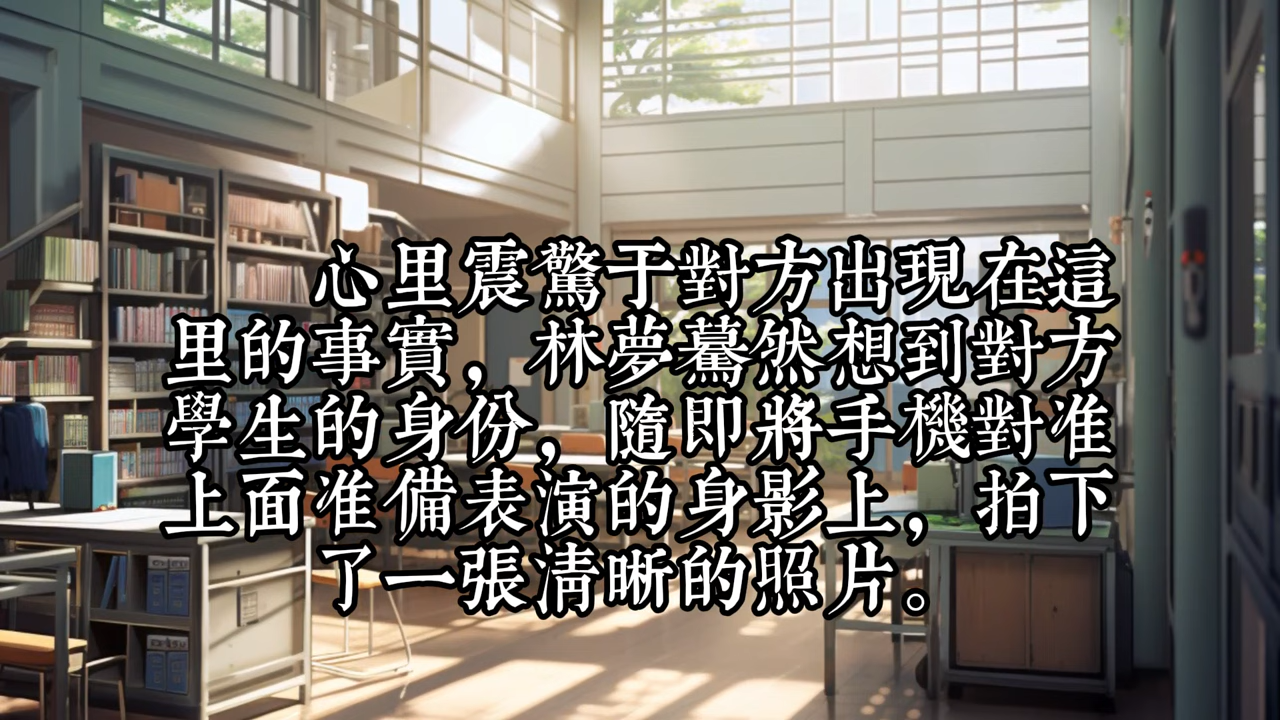 心里震驚于對方出現在這
里的事實，林夢驀然想到對方
學生的身份，隨即將手機對准
上面准備表演的身影上，拍下
了一張清晰的照片。